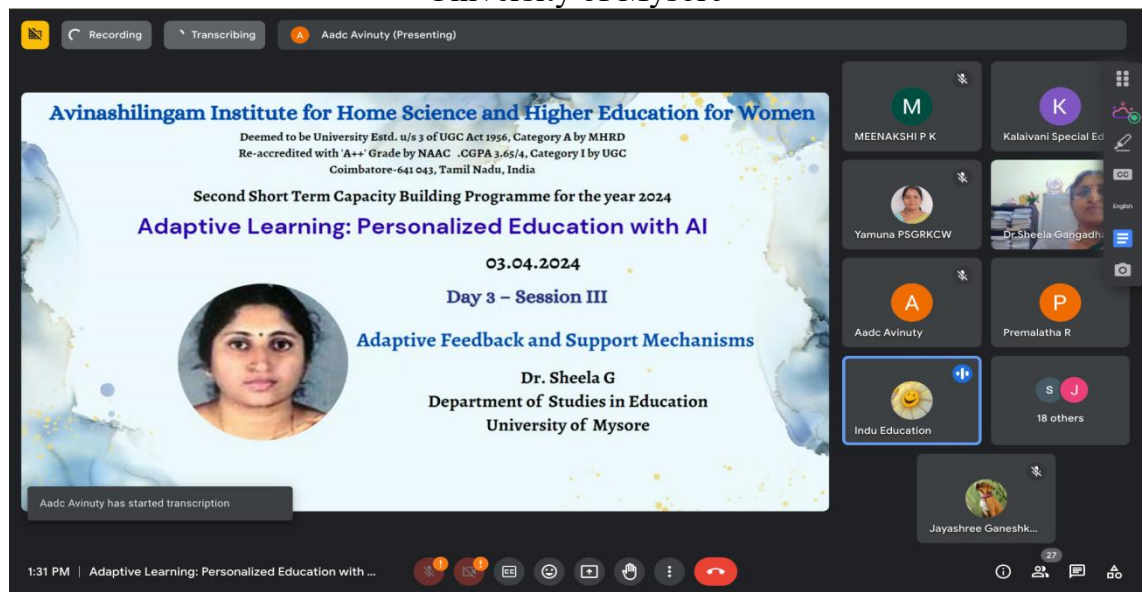 University of Mysore
Recording
Transcribing
A
Aadc Avinuty (Presenting)
Avinashilingam Institute for Home Science and Higher Education for Women
Deemed to be University Estd. u/s 3 of UGC Act 1956, Category A by MHRD
Re-accredited with 'A++' Grade by NAAC .CGPA 3.65/4, Category I by UGC
Coimbatore-641 043, Tamil Nadu, India
Second Short Term Capacity Building Programme for the year 2024
Adaptive Learning: Personalized Education with AI
03.04.2024
Day 3 – Session III
Adaptive Feedback and Support Mechanisms
Dr. Sheela G
Department of Studies in Education
University of Mysore
Aadc Avinuty has started transcription
M
MEENAKSHI P K
K
Kalaivani Special Ed
Yamuna PSGRKCW
Dr.Sheela Gangadh
A
Aadc Avinuty
P
Premalatha R
Indu Education
S J
18 others
Jayashree Ganeshk...
CC
English
1:31 PM | Adaptive Learning: Personalized Education with ...
27